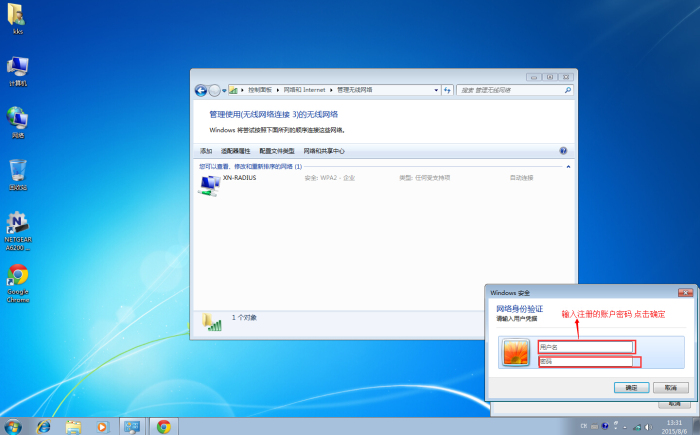 kks
计算机
网络
回收站
NETGEAR
A6200 ...
Google
Chrome
控制面板 ▸ 网络和 Internet ▸ 管理无线网络
搜索 管理无线网络
管理使用(无线网络连接 3)的无线网络
Windows 将尝试按照下面所列的顺序连接这些网络。
添加 适配器属性 配置文件类型 网络和共享中心
您可以查看、修改和重新排序的网络 (1)
XN-RADIUS 安全: WPA2 - 企业 类型: 任何受支持项 自动连接
1 个对象
Windows 安全
网络身份验证
请输入用户凭据
输入注册的账户密码 点击确定
用户名
密码
确定 取消
取消
CH
13:31
2015/8/6